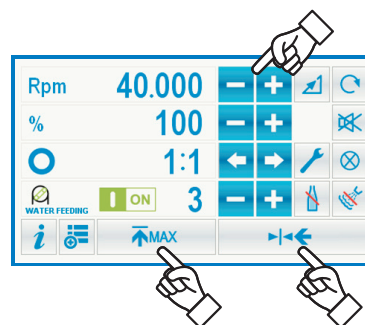 Rpm 40.000 − +
% 100 − +
1:1
WATER FEEDING ON 3 − +
i MAX